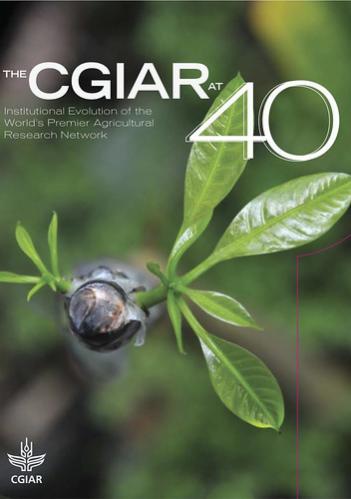 THE CGIAR AT 40
Institutional Evolution of the
World's Premier Agricultural
Research Network
CGIAR